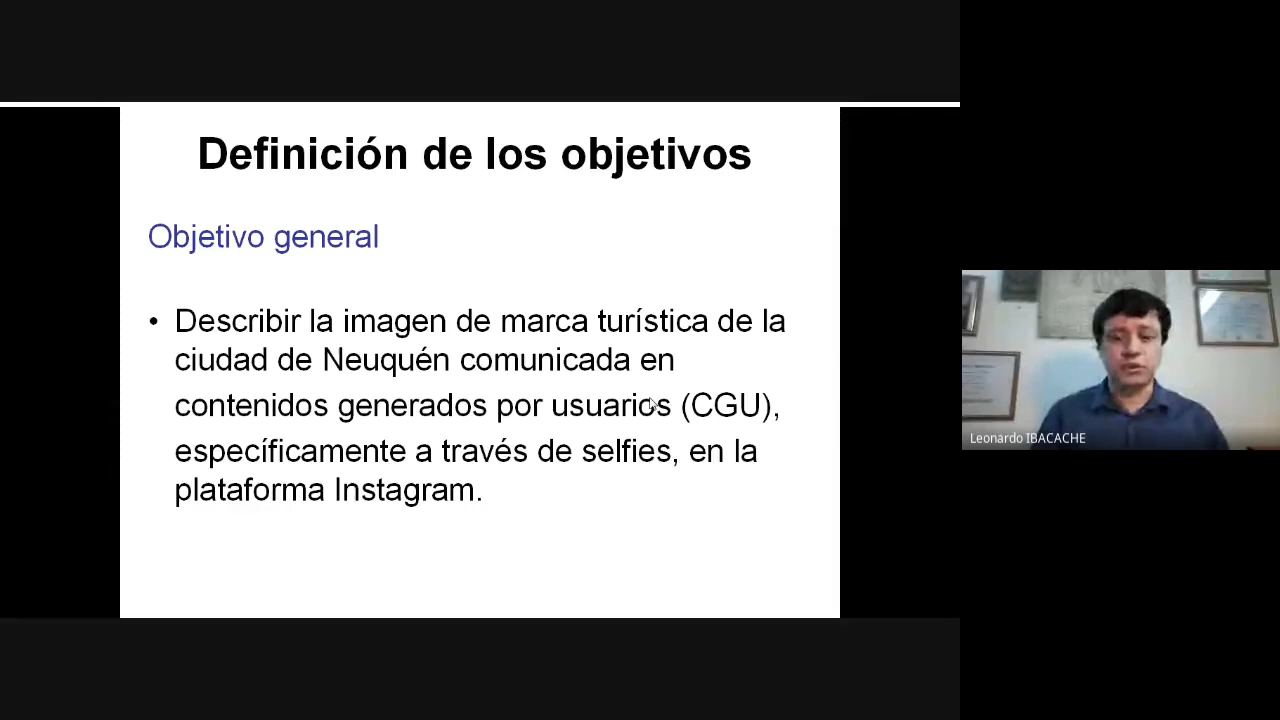 Definición de los objetivos
Objetivo general
• Describir la imagen de marca turística de la
ciudad de Neuquén comunicada en
contenidos generados por usuarios (CGU),
específicamente a través de selfies, en la
plataforma Instagram.
Leonardo IBACACHE